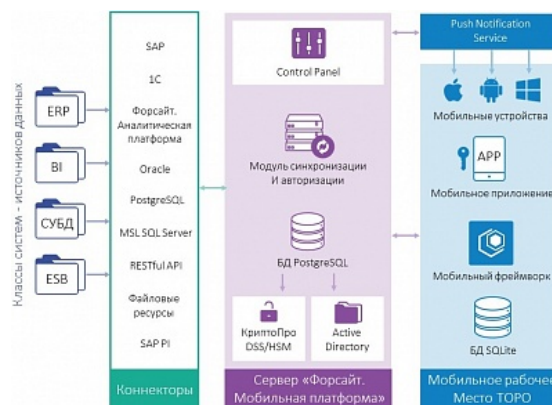 Классы систем - источников данных
ERP
BI
СУБД
ESB
SAP
1C
Форсайт.
Аналитическая
платформа
Oracle
PostgreSQL
MSL SQL Server
RESTful API
Файловые
ресурсы
SAP PI
Коннекторы
Control Panel
Модуль синхронизации
И авторизации
БД PostgreSQL
КриптоПро
DSS/HSM
Active
Directory
Сервер «Форсайт.
Мобильная платформа»
Push Notification
Service
Мобильные устройства
APP
Мобильное приложение
Мобильный фреймворк
БД SQLite
Мобильное рабочее
Место ТОРО